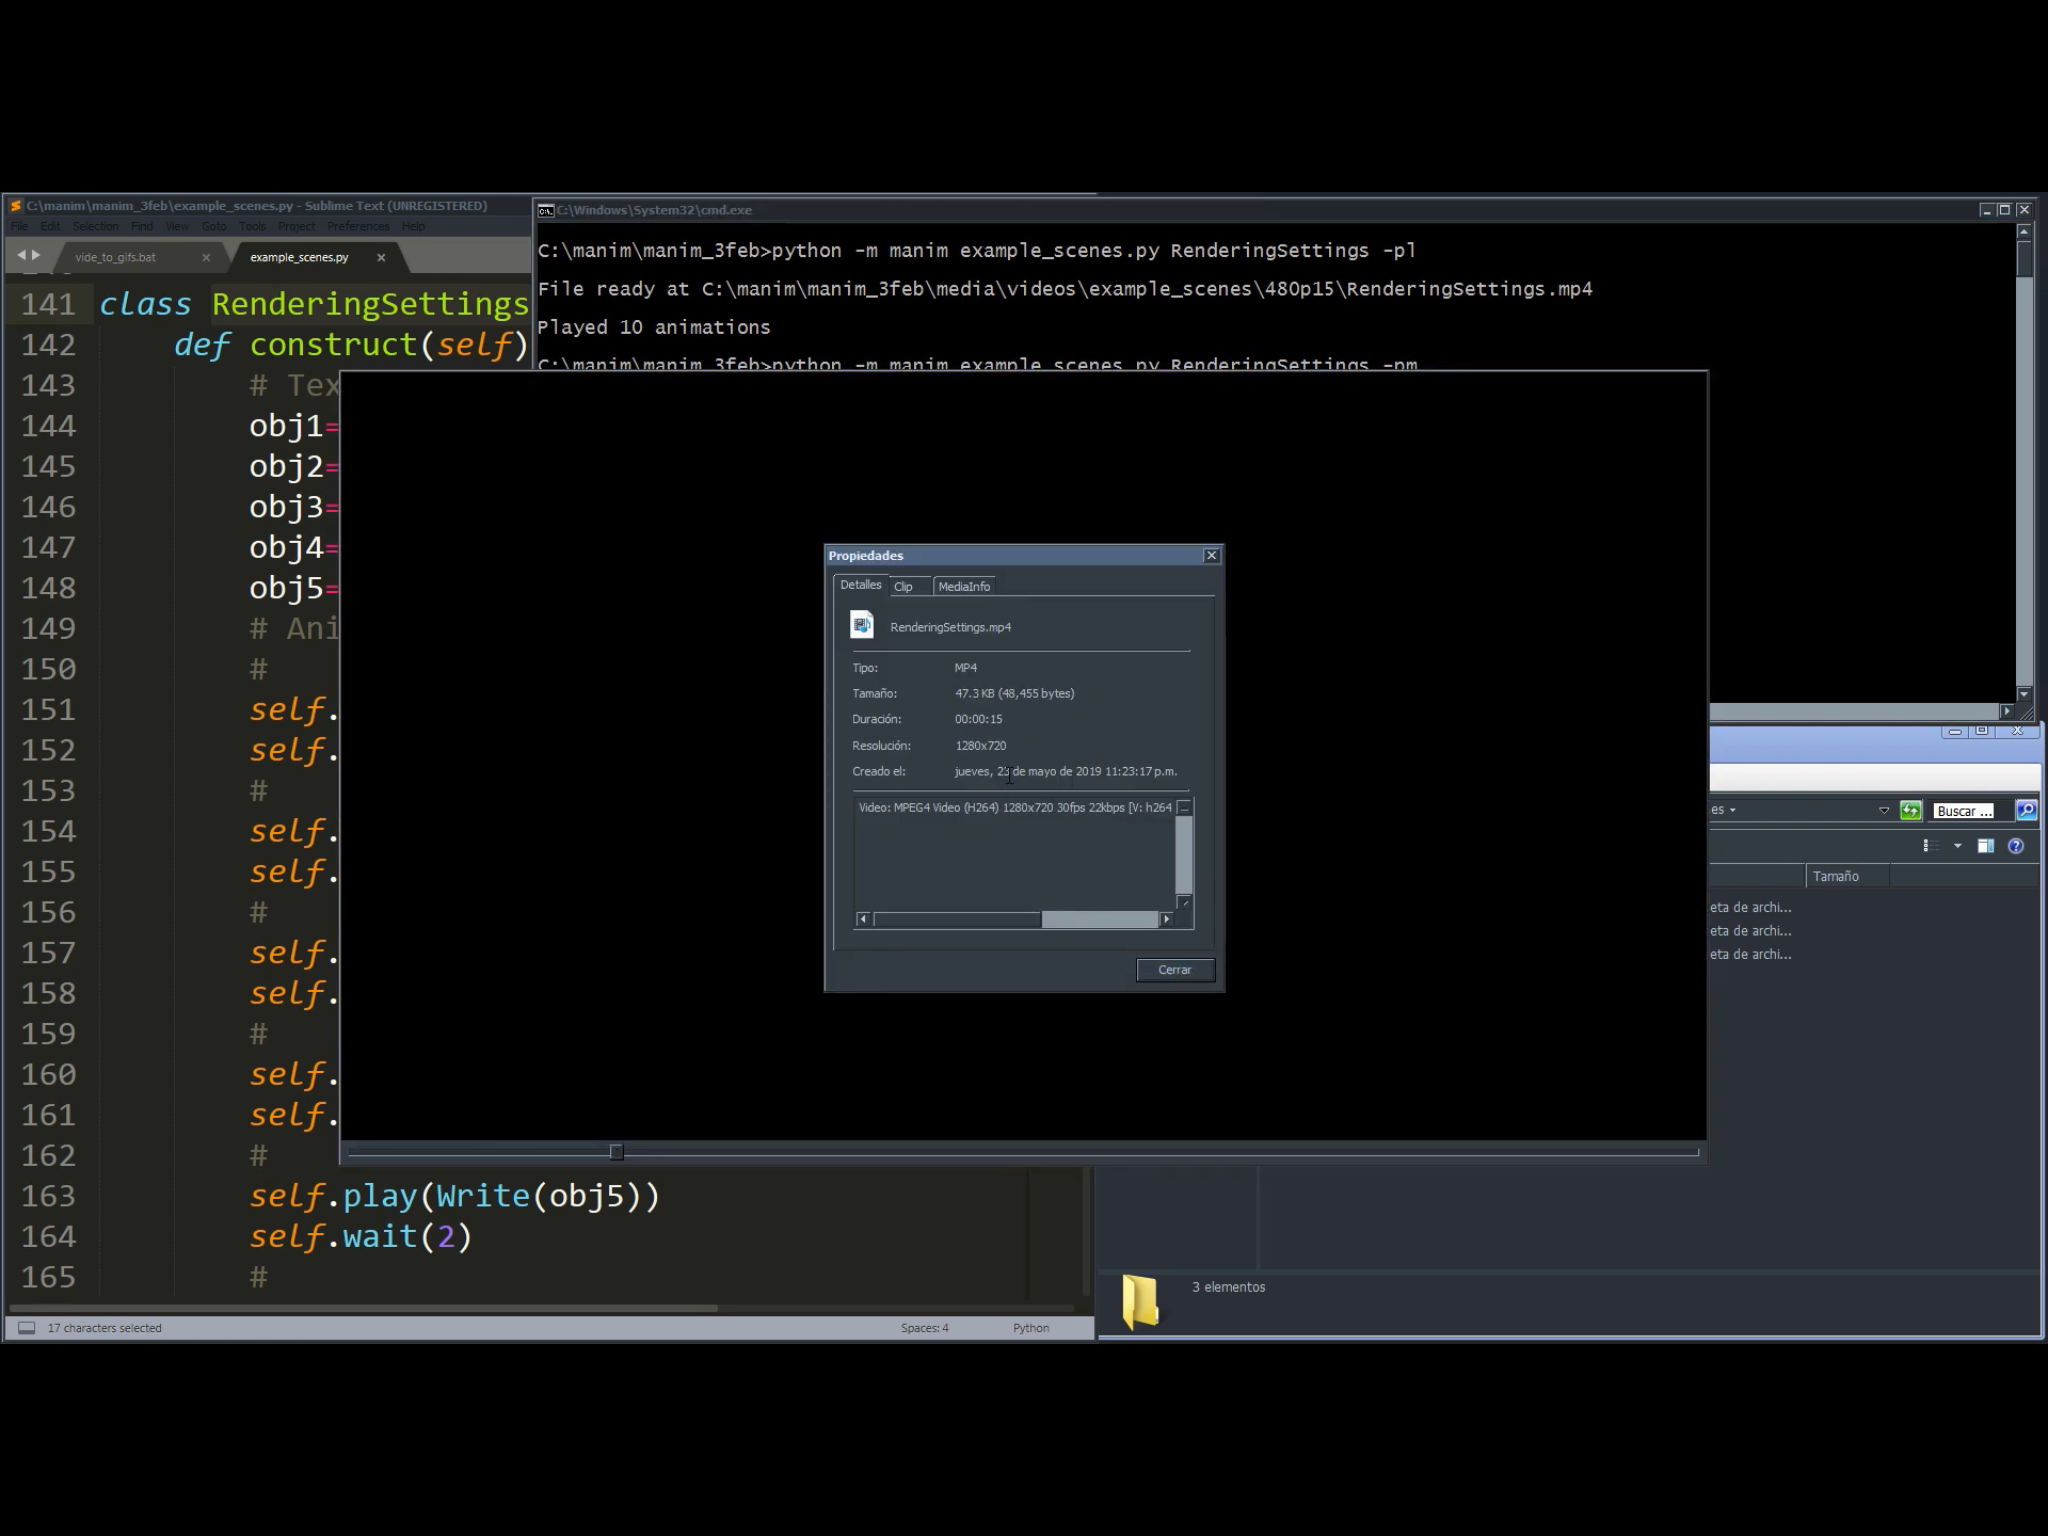 C:\manim\manim_3feb\example_scenes.py - Sublime Text (UNREGISTERED)
File Edit Selection Find View Goto Tools Project Preferences Help
vide_to_gifs.bat
example_scenes.py
141 class RenderingSettings
142 def construct(self)
143 # Tex
144 obj1=
145 obj2=
146 obj3=
147 obj4=
148 obj5=
149 # Ani
150 #
151 self.
152 self.
153 #
154 self.
155 self.
156 #
157 self.
158 self.
159 #
160 self.
161 self.
162 #
163 self.play(Write(obj5))
164 self.wait(2)
165 #
17 characters selected
Spaces: 4
Python
C:\Windows\System32\cmd.exe
C:\manim\manim_3feb>python -m manim example_scenes.py RenderingSettings -pl
File ready at C:\manim\manim_3feb\media\videos\example_scenes\480p15\RenderingSettings.mp4
Played 10 animations
C:\manim\manim_3feb>python -m manim example_scenes.py RenderingSettings -pm
Propiedades
Detalles Clip MediaInfo
RenderingSettings.mp4
Tipo: MP4
Tamaño: 47.3 KB (48,455 bytes)
Duración: 00:00:15
Resolución: 1280x720
Creado el: jueves, 23 de mayo de 2019 11:23:17 p.m.
Video: MPEG4 Video (H264) 1280x720 30fps 22kbps [V: h264
Cerrar
es
Buscar ...
Tamaño
eta de archi...
eta de archi...
eta de archi...
3 elementos